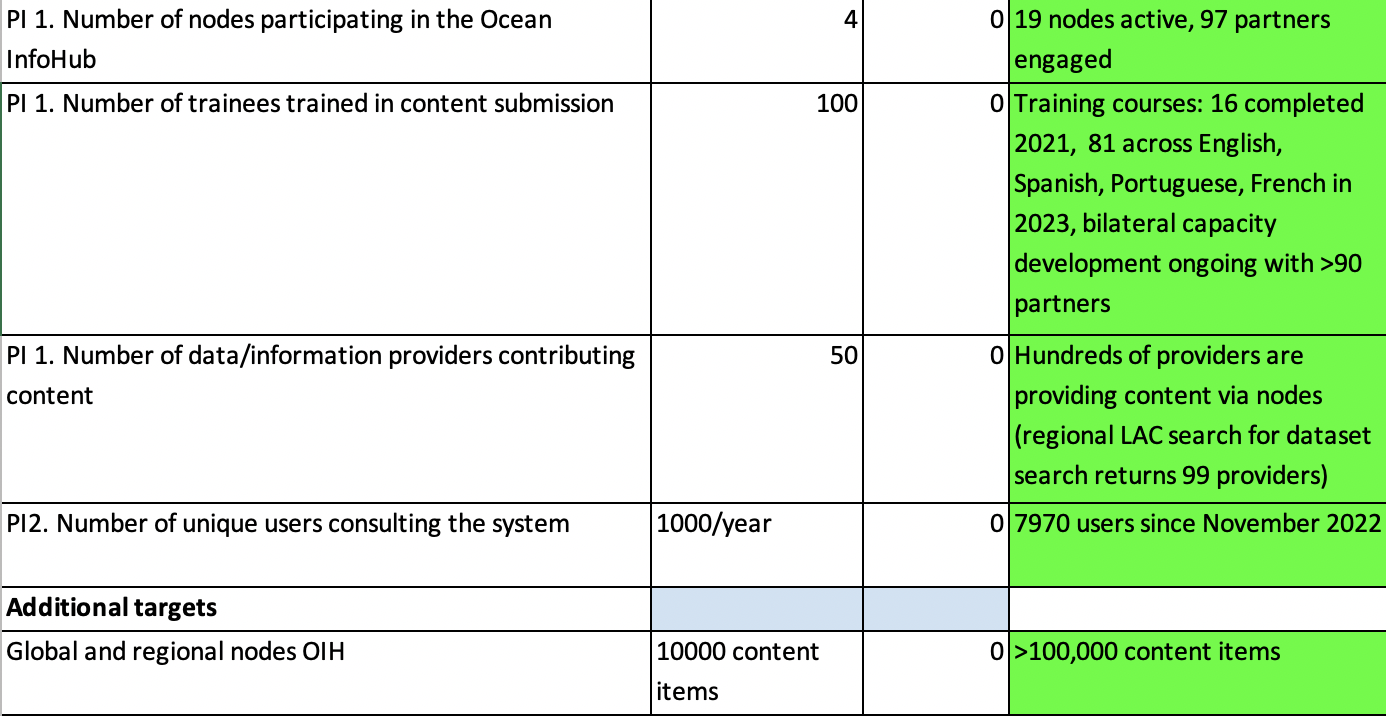 PI 1. Number of nodes participating in the Ocean InfoHub 4 0 19 nodes active, 97 partners engaged
PI 1. Number of trainees trained in content submission 100 0 Training courses: 16 completed 2021,  81 across English, Spanish, Portuguese, French in 2023, bilateral capacity development ongoing with >90 partners
PI 1. Number of data/information providers contributing content 50 0 Hundreds of providers are providing content via nodes (regional LAC search for dataset search returns 99 providers)
PI2. Number of unique users consulting the system 1000/year 0 7970 users since November 2022
Additional targets
Global and regional nodes OIH 10000 content items 0 >100,000 content items